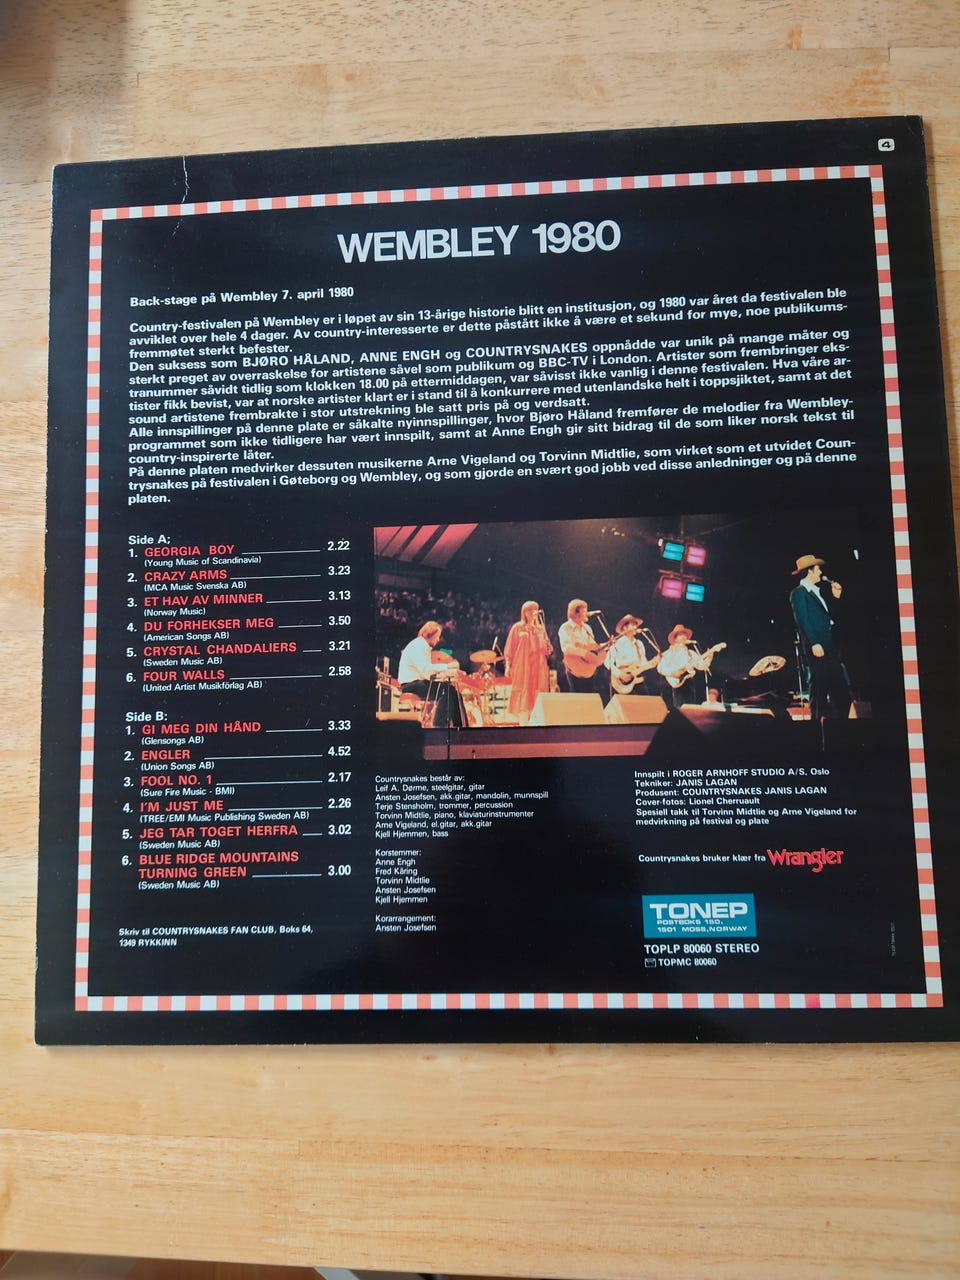 4
WEMBLEY 1980
Back-stage på Wembley 7. april 1980
Country-festivalen på Wembley er i løpet av sin 13-årige historie blitt en institusjon, og 1980 var året da festivalen ble
avviklet over hele 4 dager. Av country-interesserte er dette påstått ikke å være et sekund for mye, noe publikums-
fremmøtet sterkt befester.
Den suksess som BJØRO HÅLAND, ANNE ENGH og COUNTRYSNAKES oppnådde var unik på mange måter og
sterkt preget av overraskelse for artistene såvel som publikum og BBC-TV i London. Artister som frembringer eks-
tranummer såvidt tidlig som klokken 18.00 på ettermiddagen, var såvisst ikke vanlig i denne festivalen. Hva våre ar-
tister fikk bevist, var at norske artister klart er i stand til å konkurrere med utenlandske helt i toppsjiktet, samt at det
sound artistene frembrakte i stor utstrekning ble satt pris på og verdsatt.
Alle innspillinger på denne plate er såkalte nyinnspillinger, hvor Bjøro Håland fremfører de melodier fra Wembley-
programmet som ikke tidligere har vært innspilt, samt at Anne Engh gir sitt bidrag til de som liker norsk tekst til
country-inspirerte låter.
På denne platen medvirker dessuten musikerne Arne Vigeland og Torvinn Midtlie, som virket som et utvidet Coun-
trysnakes på festivalen i Gøteborg og Wembley, og som gjorde en svært god jobb ved disse anledninger og på denne
platen.
Side A;
1. GEORGIA BOY 2.22
(Young Music of Scandinavia)
2. CRAZY ARMS 3.23
(MCA Music Svenska AB)
3. ET HAV AV MINNER 3.13
(Norway Music)
4. DU FORHEKSER MEG 3.50
(American Songs AB)
5. CRYSTAL CHANDALIERS 3.21
(Sweden Music AB)
6. FOUR WALLS 2.58
(United Artist Musikförlag AB)
Side B:
1. GI MEG DIN HÅND 3.33
(Glensongs AB)
2. ENGLER 4.52
(Union Songs AB)
3. FOOL NO. 1 2.17
(Sure Fire Music - BMI)
4. I'M JUST ME 2.26
(TREE/EMI Music Publishing Sweden AB)
5. JEG TAR TOGET HERFRA 3.02
(Sweden Music AB)
6. BLUE RIDGE MOUNTAINS
TURNING GREEN 3.00
(Sweden Music AB)
Skriv til COUNTRYSNAKES FAN CLUB, Boks 64,
1349 RYKKINN
Countrysnakes består av:
Leif A. Dørme, steelgitar, gitar
Ansten Josefsen, akk.gitar, mandolin, munnspill
Terje Stensholm, trommer, percussion
Torvinn Midtlie, piano, klaviaturinstrumenter
Arne Vigeland, el.gitar, akk.gitar
Kjell Hjemmen, bass
Korstemmer:
Anne Engh
Fred Kåring
Torvinn Midtlie
Ansten Josefsen
Kjell Hjemmen
Korarrangement:
Ansten Josefsen
Innspilt i ROGER ARNHOFF STUDIO A/S, Oslo
Tekniker: JANIS LAGAN
Produsent: COUNTRYSNAKES JANIS LAGAN
Cover-fotos: Lionel Cherruault
Spesiell takk til Torvinn Midtlie og Arne Vigeland for
medvirkning på festival og plate
Countrysnakes bruker klær fra Wrangler
TONEP
POSTBOKS 150,
1501 MOSS, NORWAY
TOPLP 80060 STEREO
TOPMC 80060